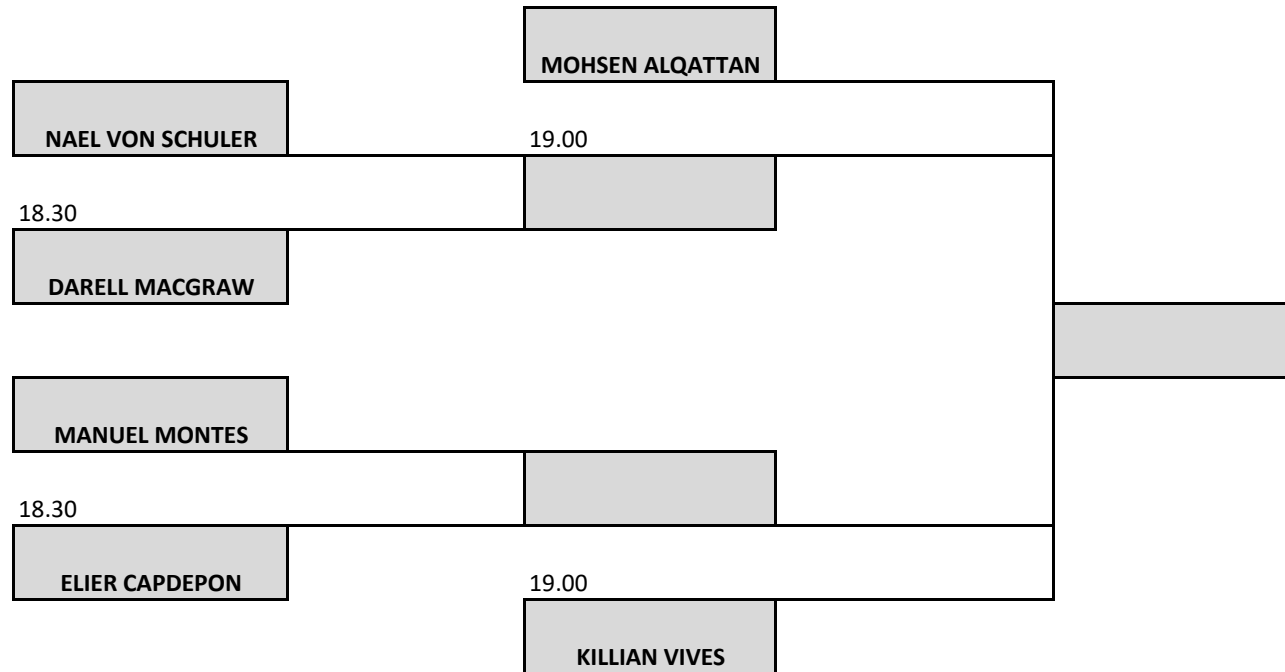 MOHSEN ALQATTAN
NAEL VON SCHULER
19.00
18.30
DARELL MACGRAW
MANUEL MONTES
18.30
ELIER CAPDEPON
19.00
KILLIAN VIVES